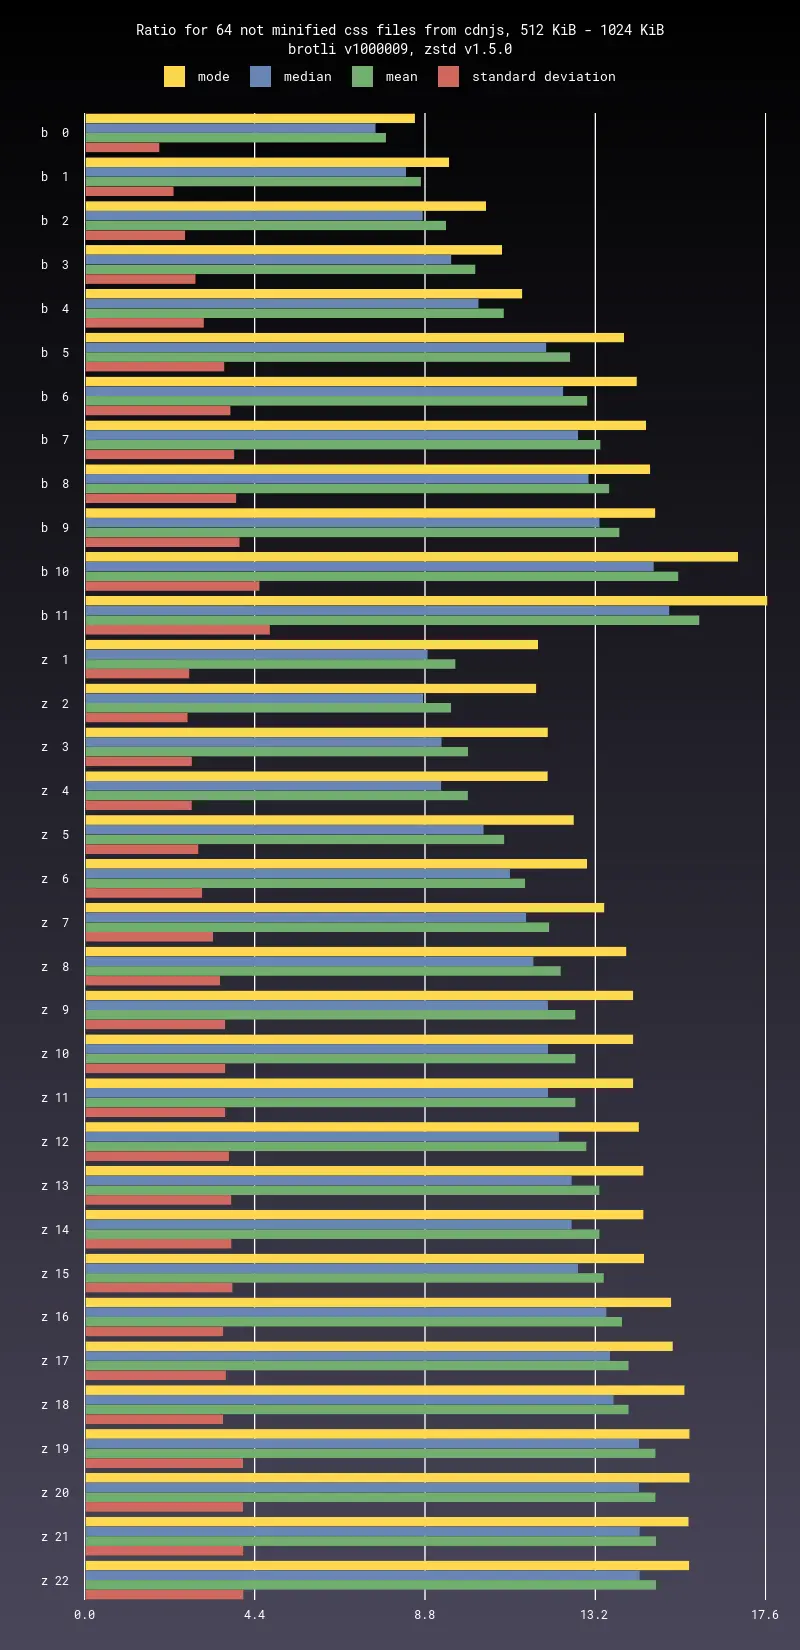 Ratio for 64 not minified css files from cdnjs, 512 KiB - 1024 KiB
brotli v1000009, zstd v1.5.0
mode median mean standard deviation
b 0
b 1
b 2
b 3
b 4
b 5
b 6
b 7
b 8
b 9
b 10
b 11
z 1
z 2
z 3
z 4
z 5
z 6
z 7
z 8
z 9
z 10
z 11
z 12
z 13
z 14
z 15
z 16
z 17
z 18
z 19
z 20
z 21
z 22
0.0 4.4 8.8 13.2 17.6